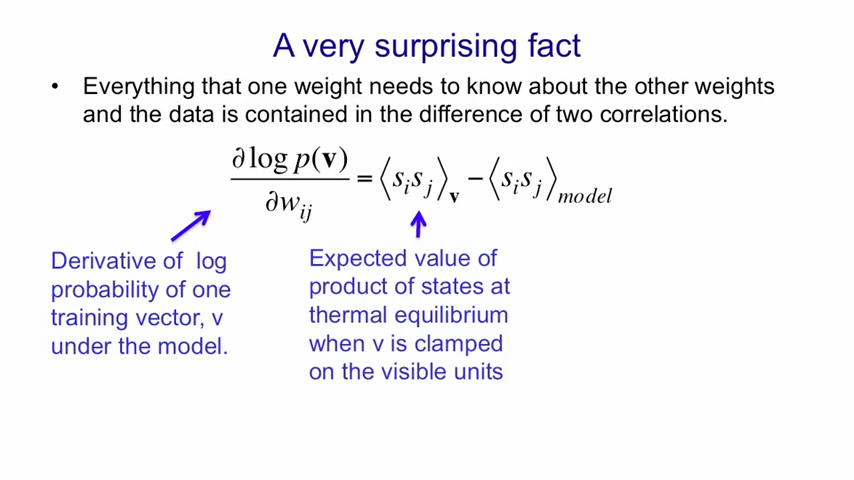 A very surprising fact
• Everything that one weight needs to know about the other weights
and the data is contained in the difference of two correlations.
∂ log p(v) / ∂w_ij = ⟨s_i s_j⟩_v − ⟨s_i s_j⟩_model
Derivative of log
probability of one
training vector, v
under the model.
Expected value of
product of states at
thermal equilibrium
when v is clamped
on the visible units